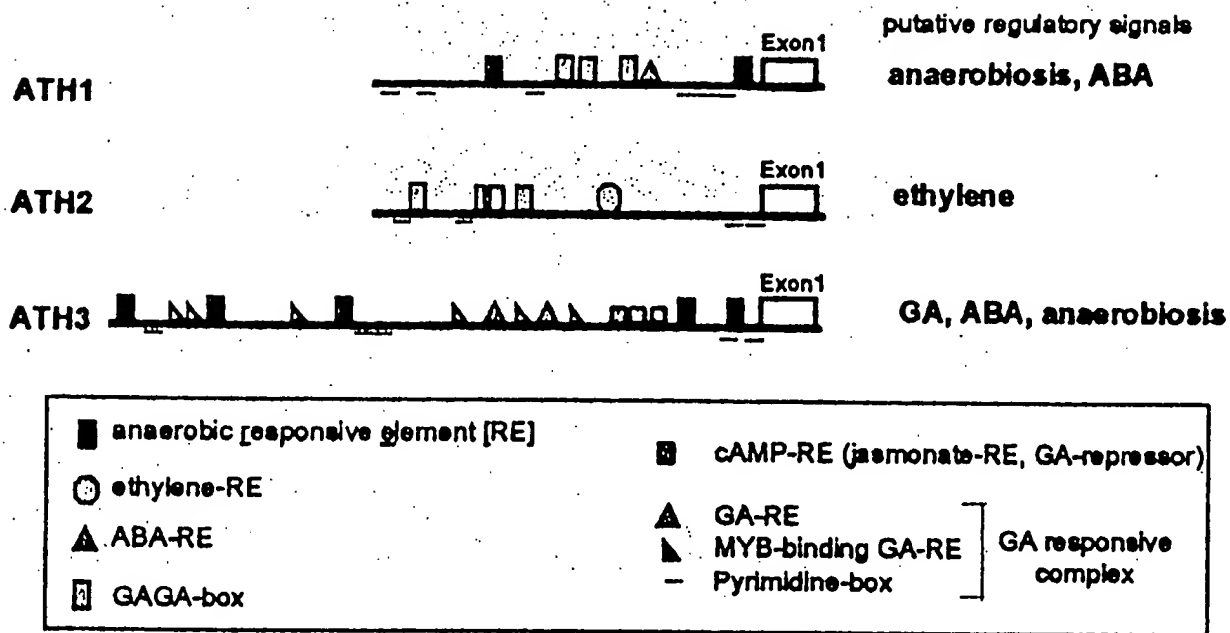 putative regulatory signals
Exon1
ATH1
anaerobiosis, ABA
Exon1
ATH2
ethylene
Exon1
ATH3
GA, ABA, anaerobiosis
anaerobic responsive element [RE]
ethylene-RE
ABA-RE
GAGA-box
cAMP-RE (jasmonate-RE, GA-repressor)
GA-RE
MYB-binding GA-RE
Pyrimidine-box
GA responsive
complex